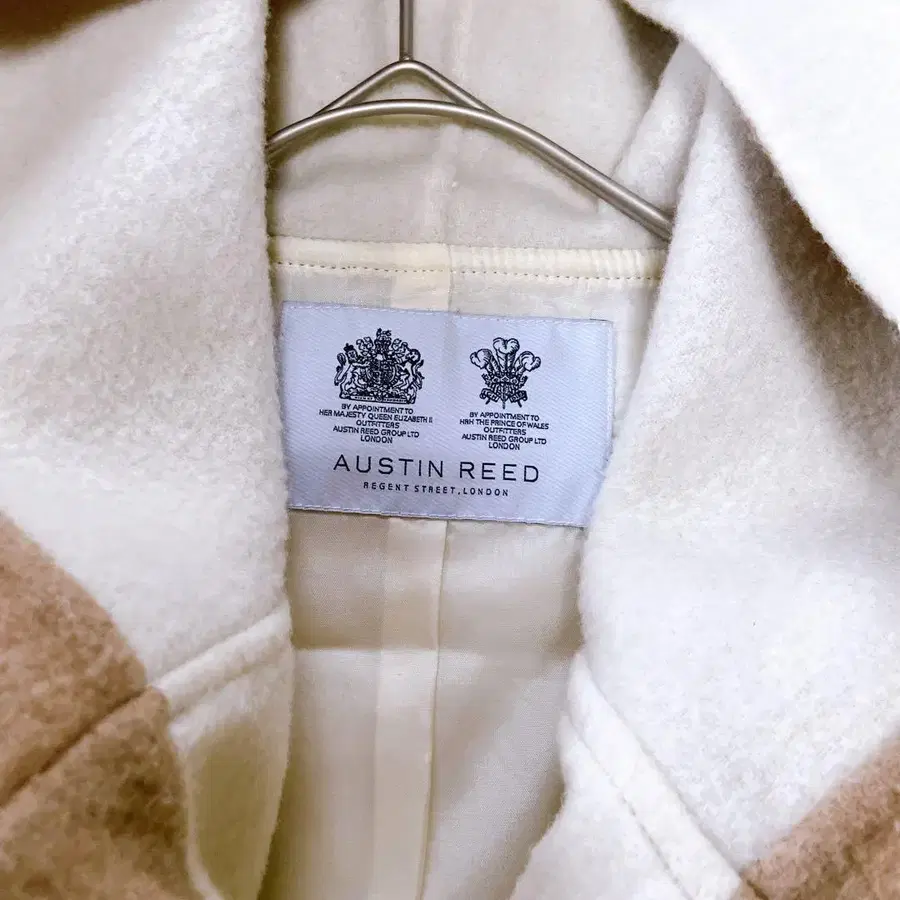 BY APPOINTMENT TO
HER MAJESTY QUEEN ELIZABETH II
OUTFITTERS
AUSTIN REED GROUP LTD
LONDON
BY APPOINTMENT TO
HRH THE PRINCE OF WALES
OUTFITTERS
AUSTIN REED GROUP LTD
LONDON
AUSTIN REED
REGENT STREET, LONDON